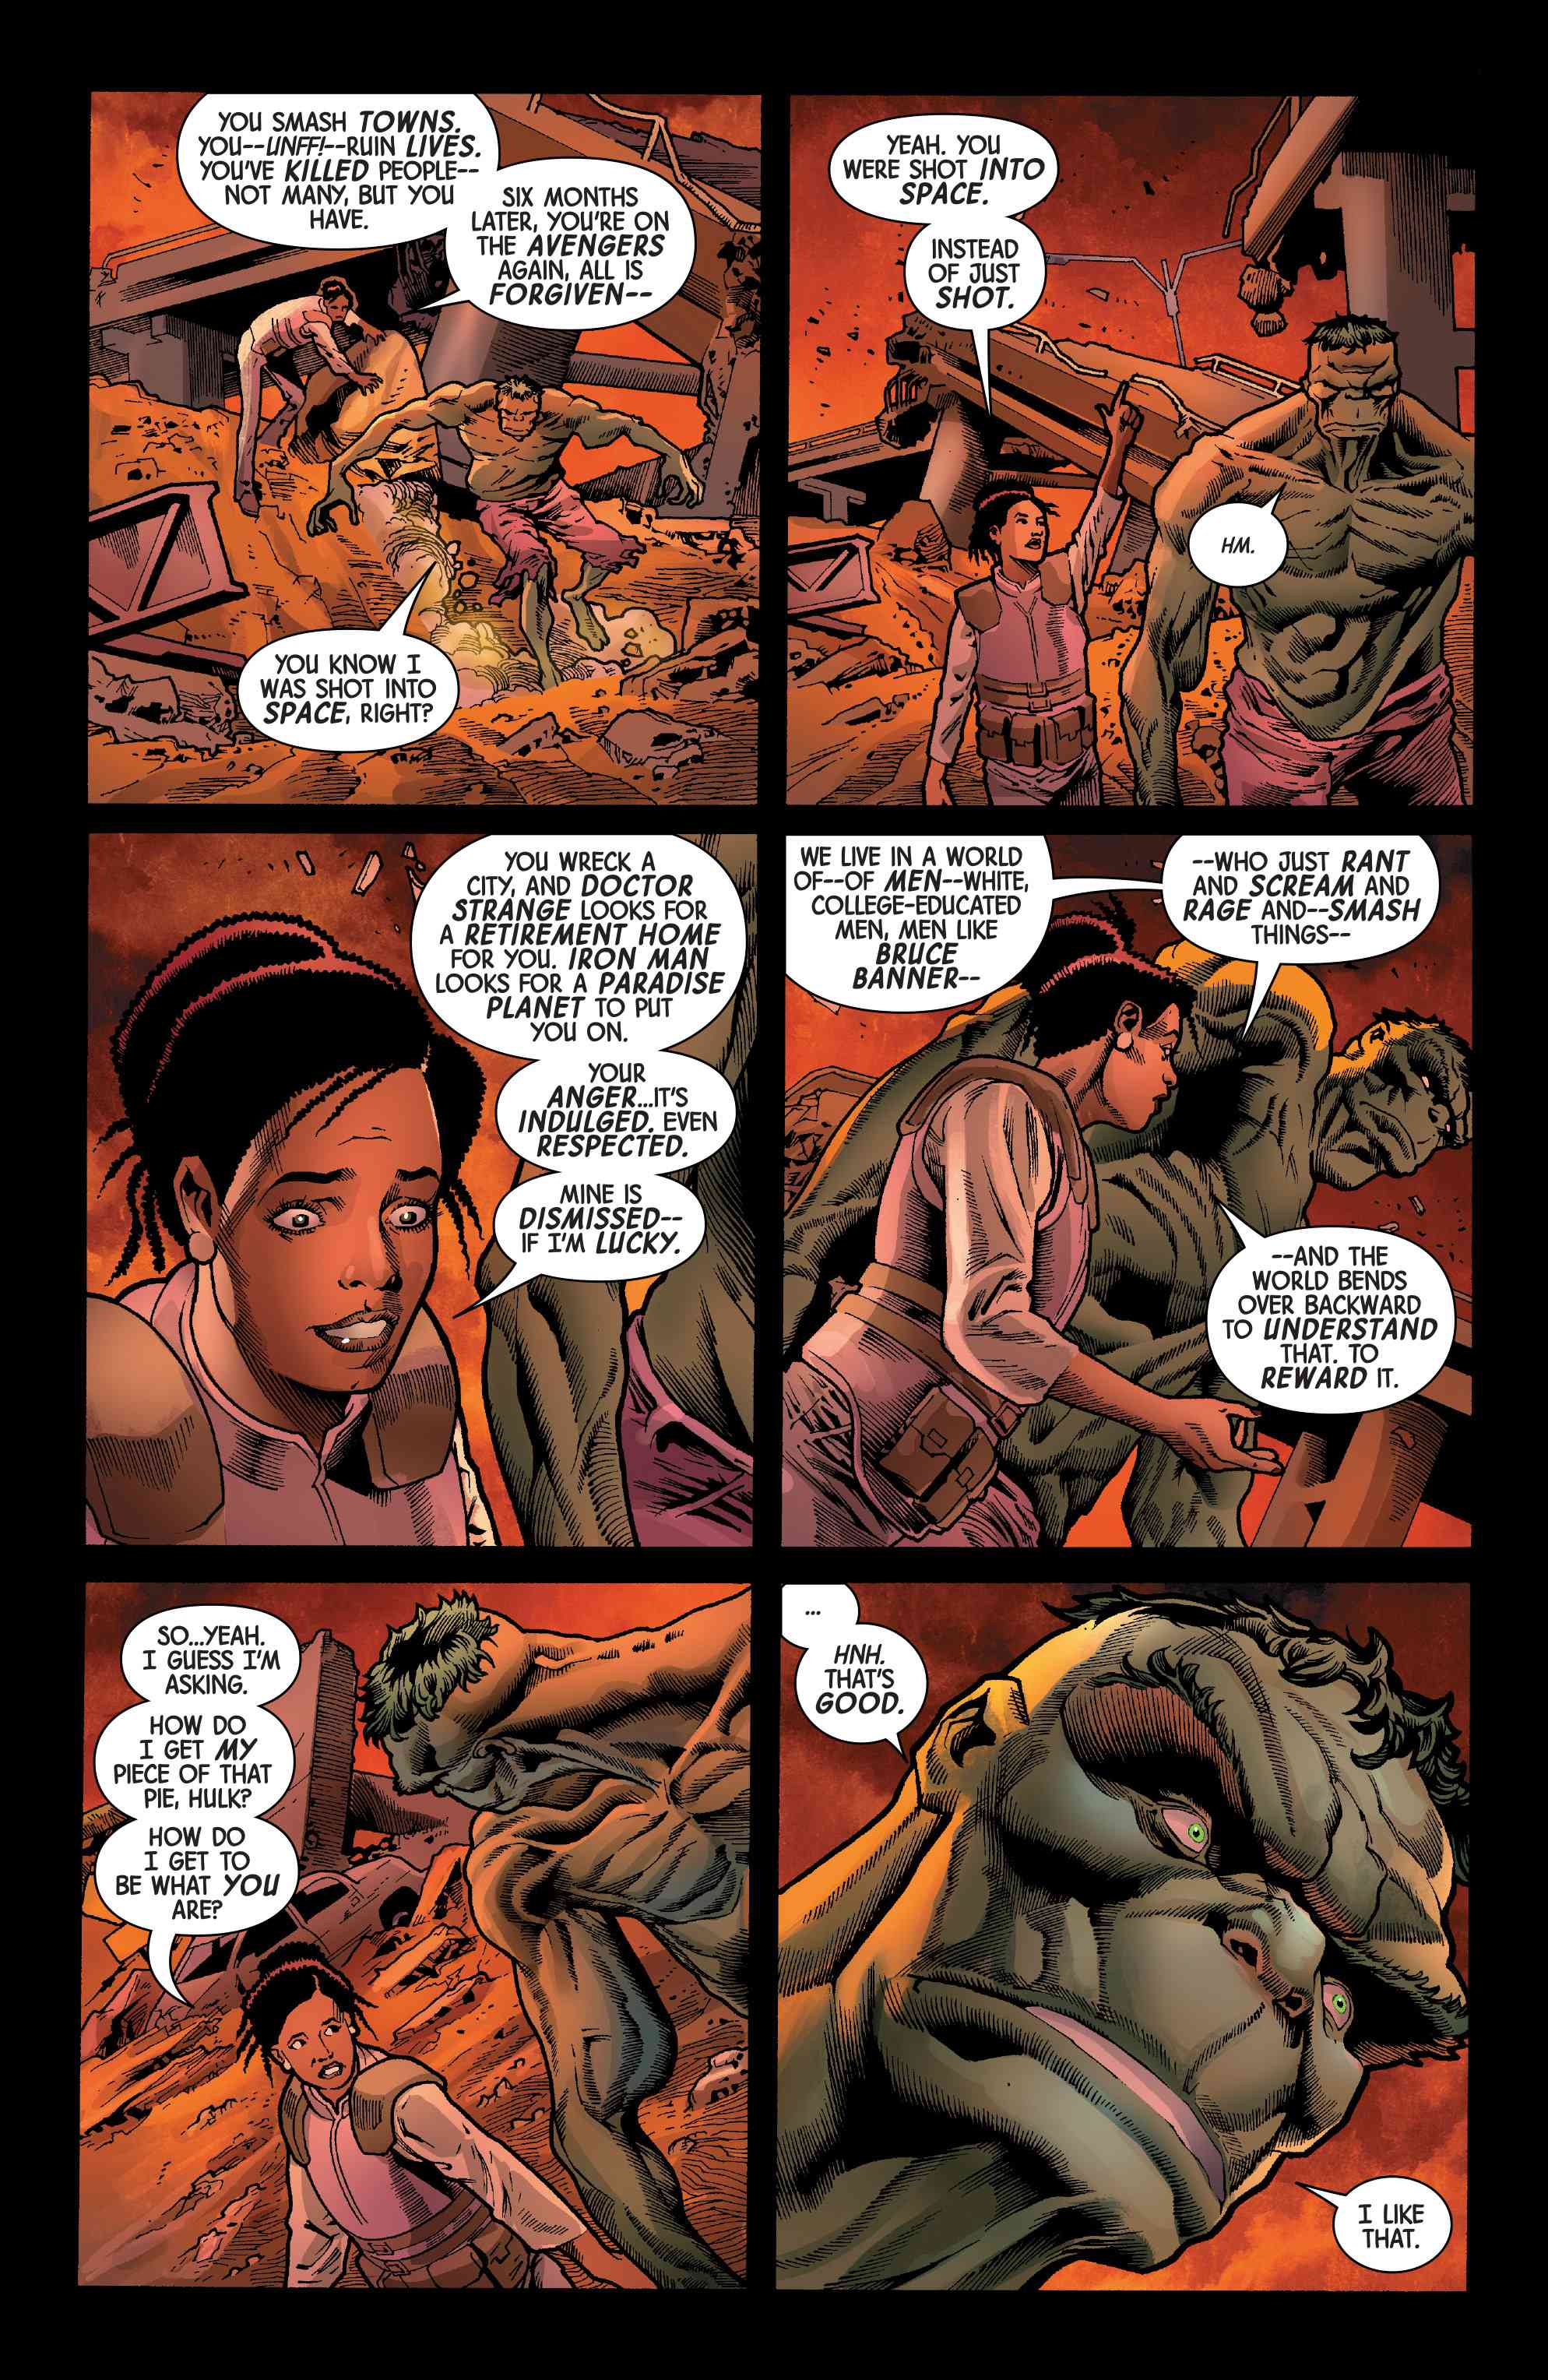 YOU SMASH TOWNS.
YOU--UNFF!--RUIN LIVES.
YOU'VE KILLED PEOPLE--
NOT MANY, BUT YOU
HAVE.
SIX MONTHS
LATER, YOU'RE ON
THE AVENGERS
AGAIN, ALL IS
FORGIVEN--
YOU KNOW I
WAS SHOT INTO
SPACE, RIGHT?
YEAH. YOU
WERE SHOT INTO
SPACE.
INSTEAD
OF JUST
SHOT.
HM.
YOU WRECK A
CITY, AND DOCTOR
STRANGE LOOKS FOR
A RETIREMENT HOME
FOR YOU. IRON MAN
LOOKS FOR A PARADISE
PLANET TO PUT
YOU ON.
YOUR
ANGER...IT'S
INDULGED. EVEN
RESPECTED.
MINE IS
DISMISSED--
IF I'M LUCKY.
WE LIVE IN A WORLD
OF--OF MEN--WHITE,
COLLEGE-EDUCATED
MEN, MEN LIKE
BRUCE
BANNER--
--WHO JUST RANT
AND SCREAM AND
RAGE AND--SMASH
THINGS--
--AND THE
WORLD BENDS
OVER BACKWARD
TO UNDERSTAND
THAT. TO
REWARD IT.
SO...YEAH.
I GUESS I'M
ASKING.
HOW DO
I GET MY
PIECE OF THAT
PIE, HULK?
HOW DO
I GET TO
BE WHAT YOU
ARE?
...
HNH.
THAT'S
GOOD.
I LIKE
THAT.